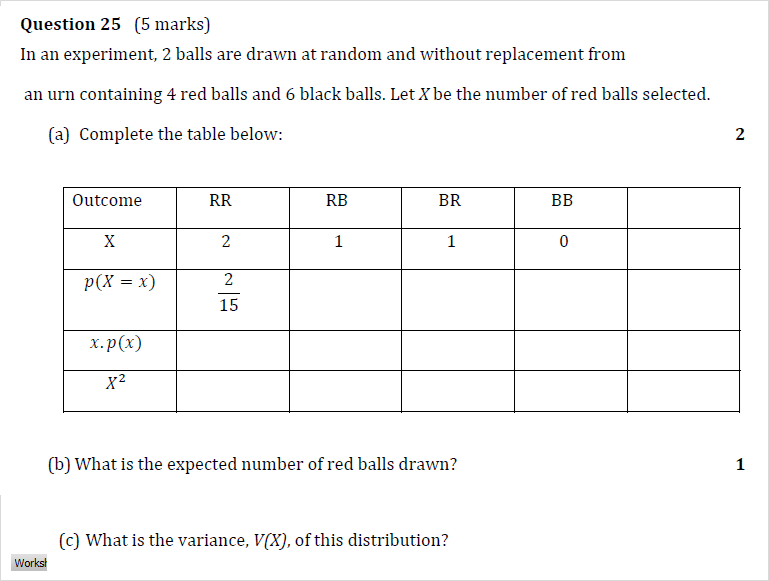 Question 25 (5 marks)
In an experiment, 2 balls are drawn at random and without replacement from
an urn containing 4 red balls and 6 black balls. Let X be the number of red balls selected.
(a) Complete the table below: 2
Outcome RR RB BR BB
X 2 1 1 0
p(X = x) 2/15
x.p(x)
X²
(b) What is the expected number of red balls drawn? 1
(c) What is the variance, V(X), of this distribution?
Worksh